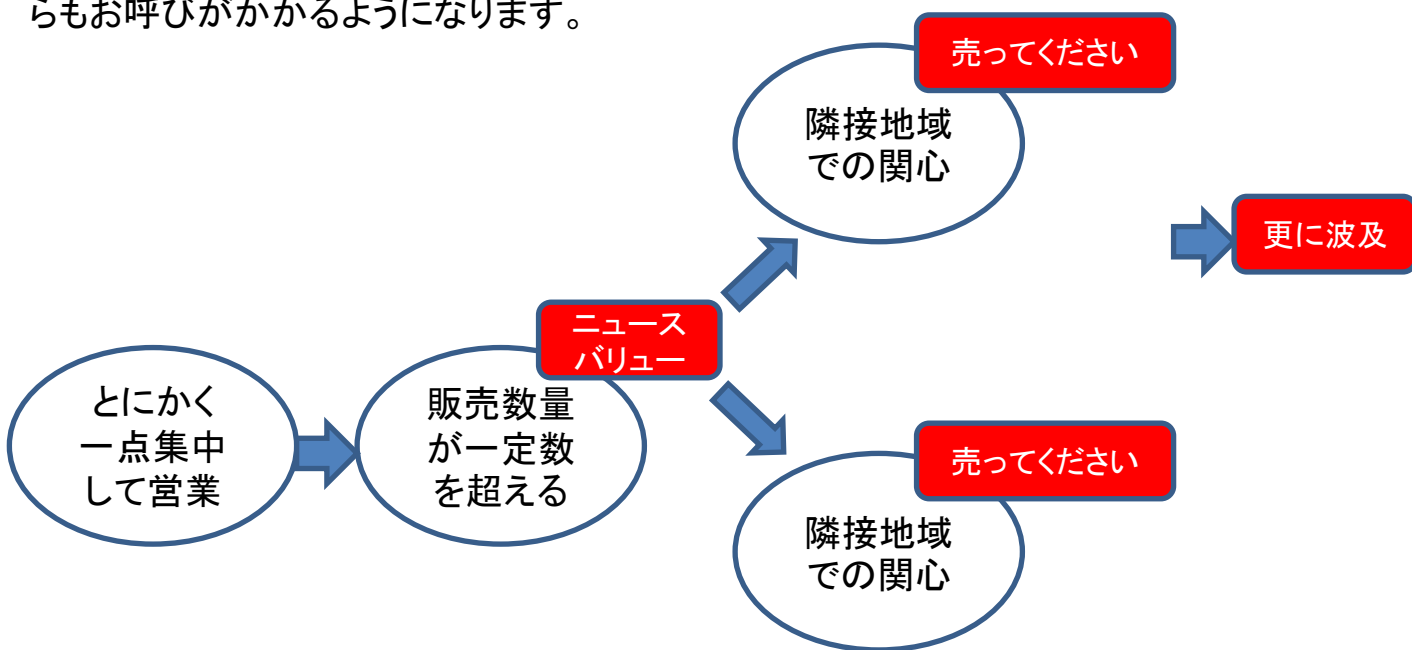 らもお呼びがかかるようになります。
売ってください
隣接地域
での関心
更に波及
ニュース
バリュー
とにかく
一点集中
して営業
販売数量
が一定数
を超える
売ってください
隣接地域
での関心